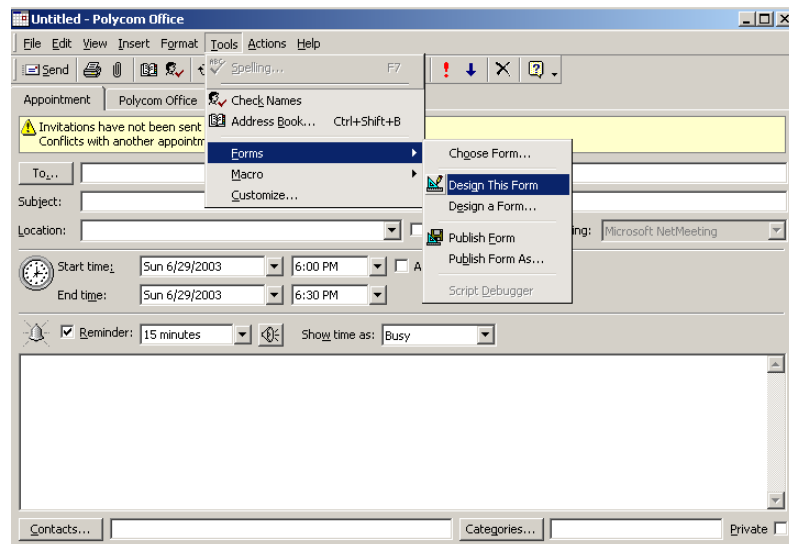 Untitled - Polycom Office
File Edit View Insert Format Tools Actions Help
Send
Spelling... F7
Appointment Polycom Office
Check Names
Address Book... Ctrl+Shift+B
Invitations have not been sent
Conflicts with another appointm
Forms
Macro
Customize...
Choose Form...
Design This Form
Design a Form...
Publish Form
Publish Form As...
Script Debugger
To...
Subject:
Location:
ing: Microsoft NetMeeting
Start time: Sun 6/29/2003 6:00 PM A
End time: Sun 6/29/2003 6:30 PM
Reminder: 15 minutes Show time as: Busy
Contacts... Categories... Private